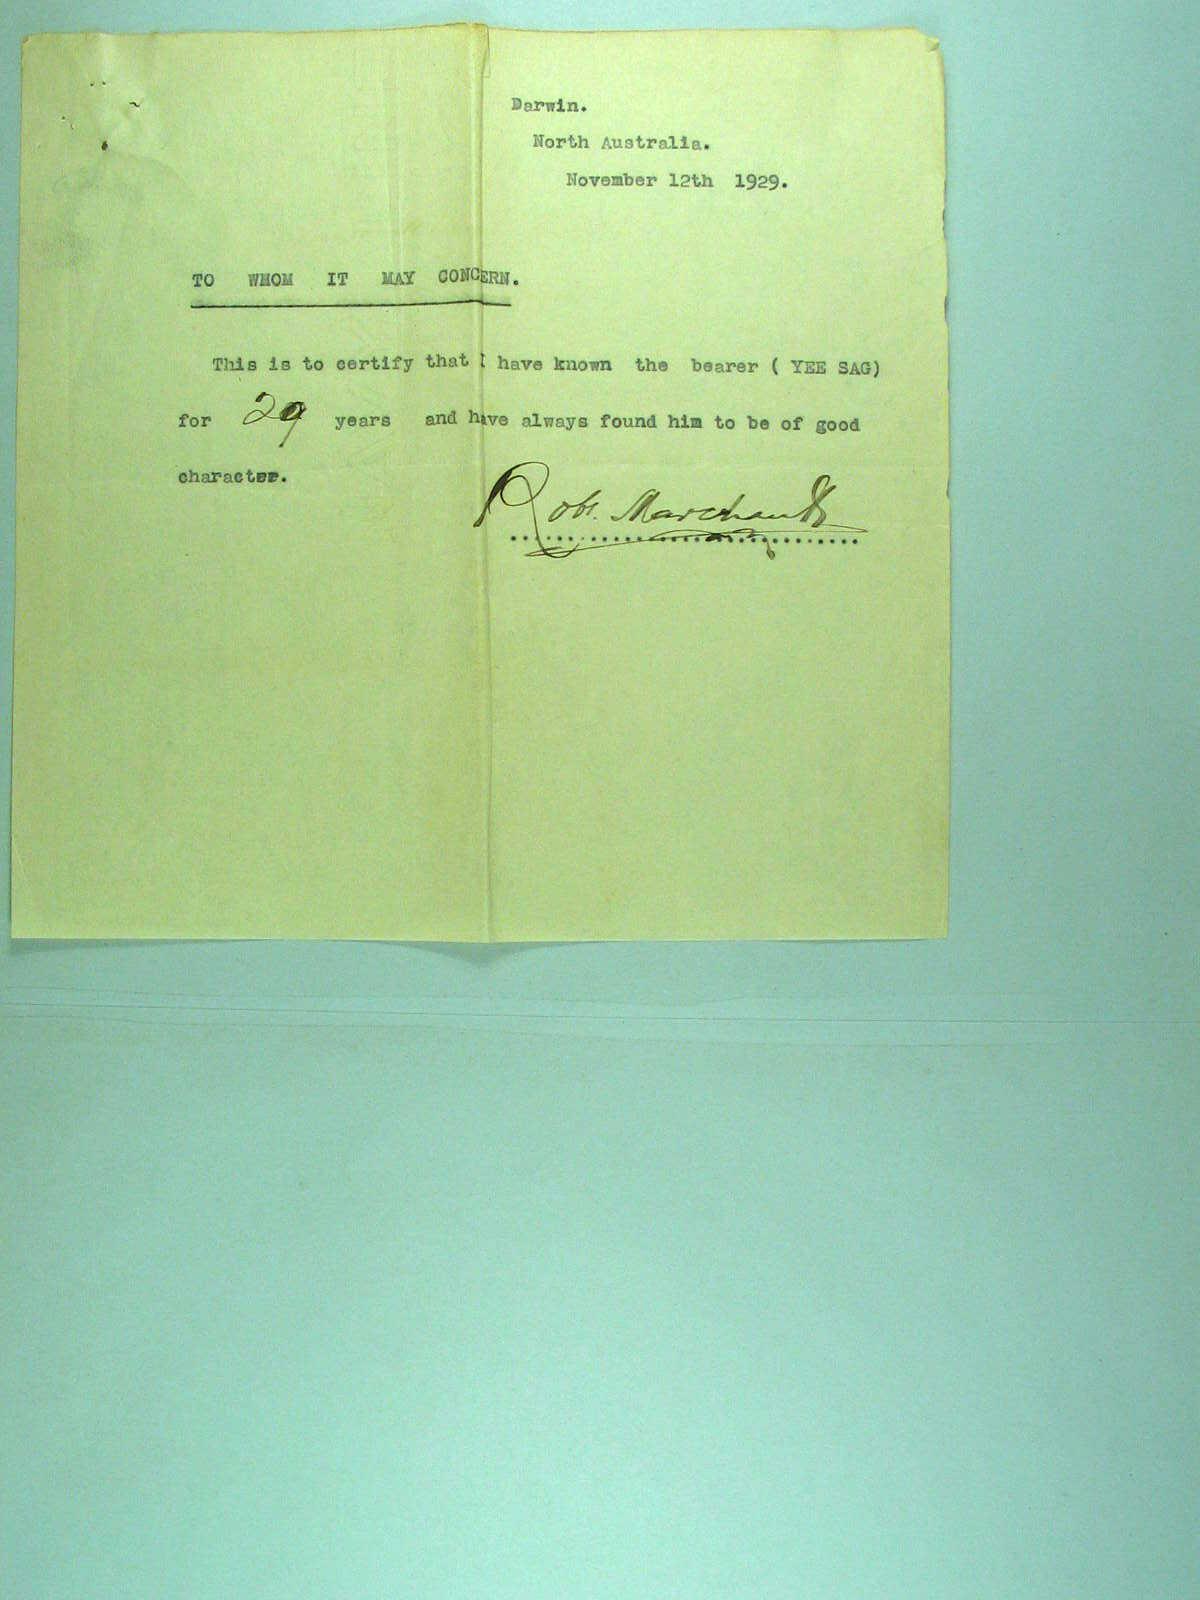 Darwin.
North Australia.
November 12th 1929.
TO WHOM IT MAY CONCERN.
This is to certify that I have known the bearer ( YEE SAG)
for 29 years and have always found him to be of good
character.
Robt. Marchant